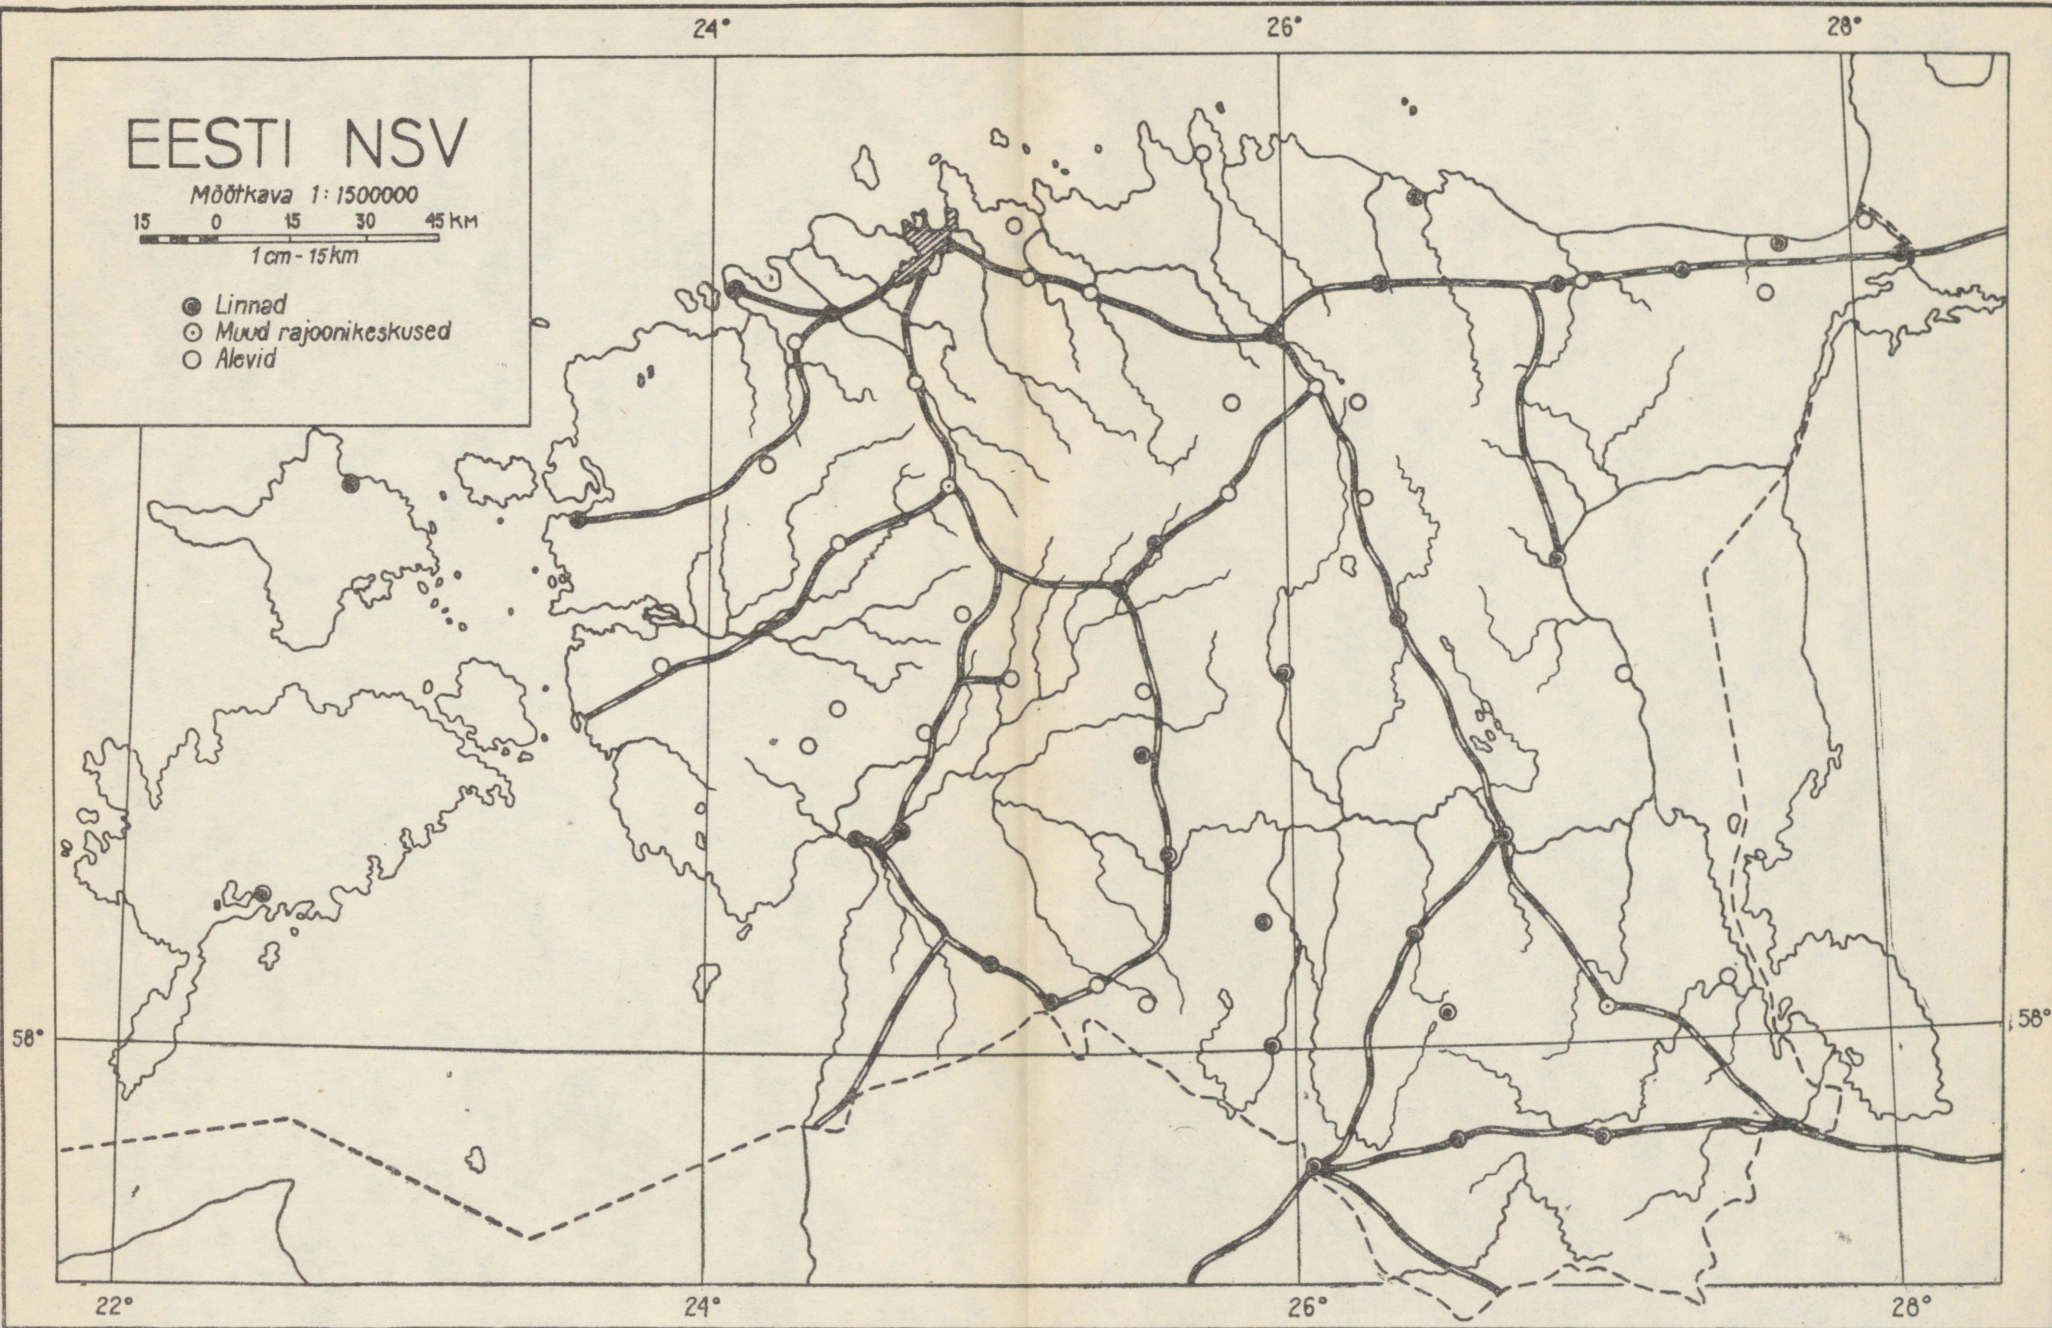 24° 26° 28°
EESTI NSV
Mõõtkava 1:1500000
15 0 15 30 45 KM
1 cm - 15 km
Linnad
Muud rajoonikeskused
Alevid
58° 58°
22° 24° 26° 28°